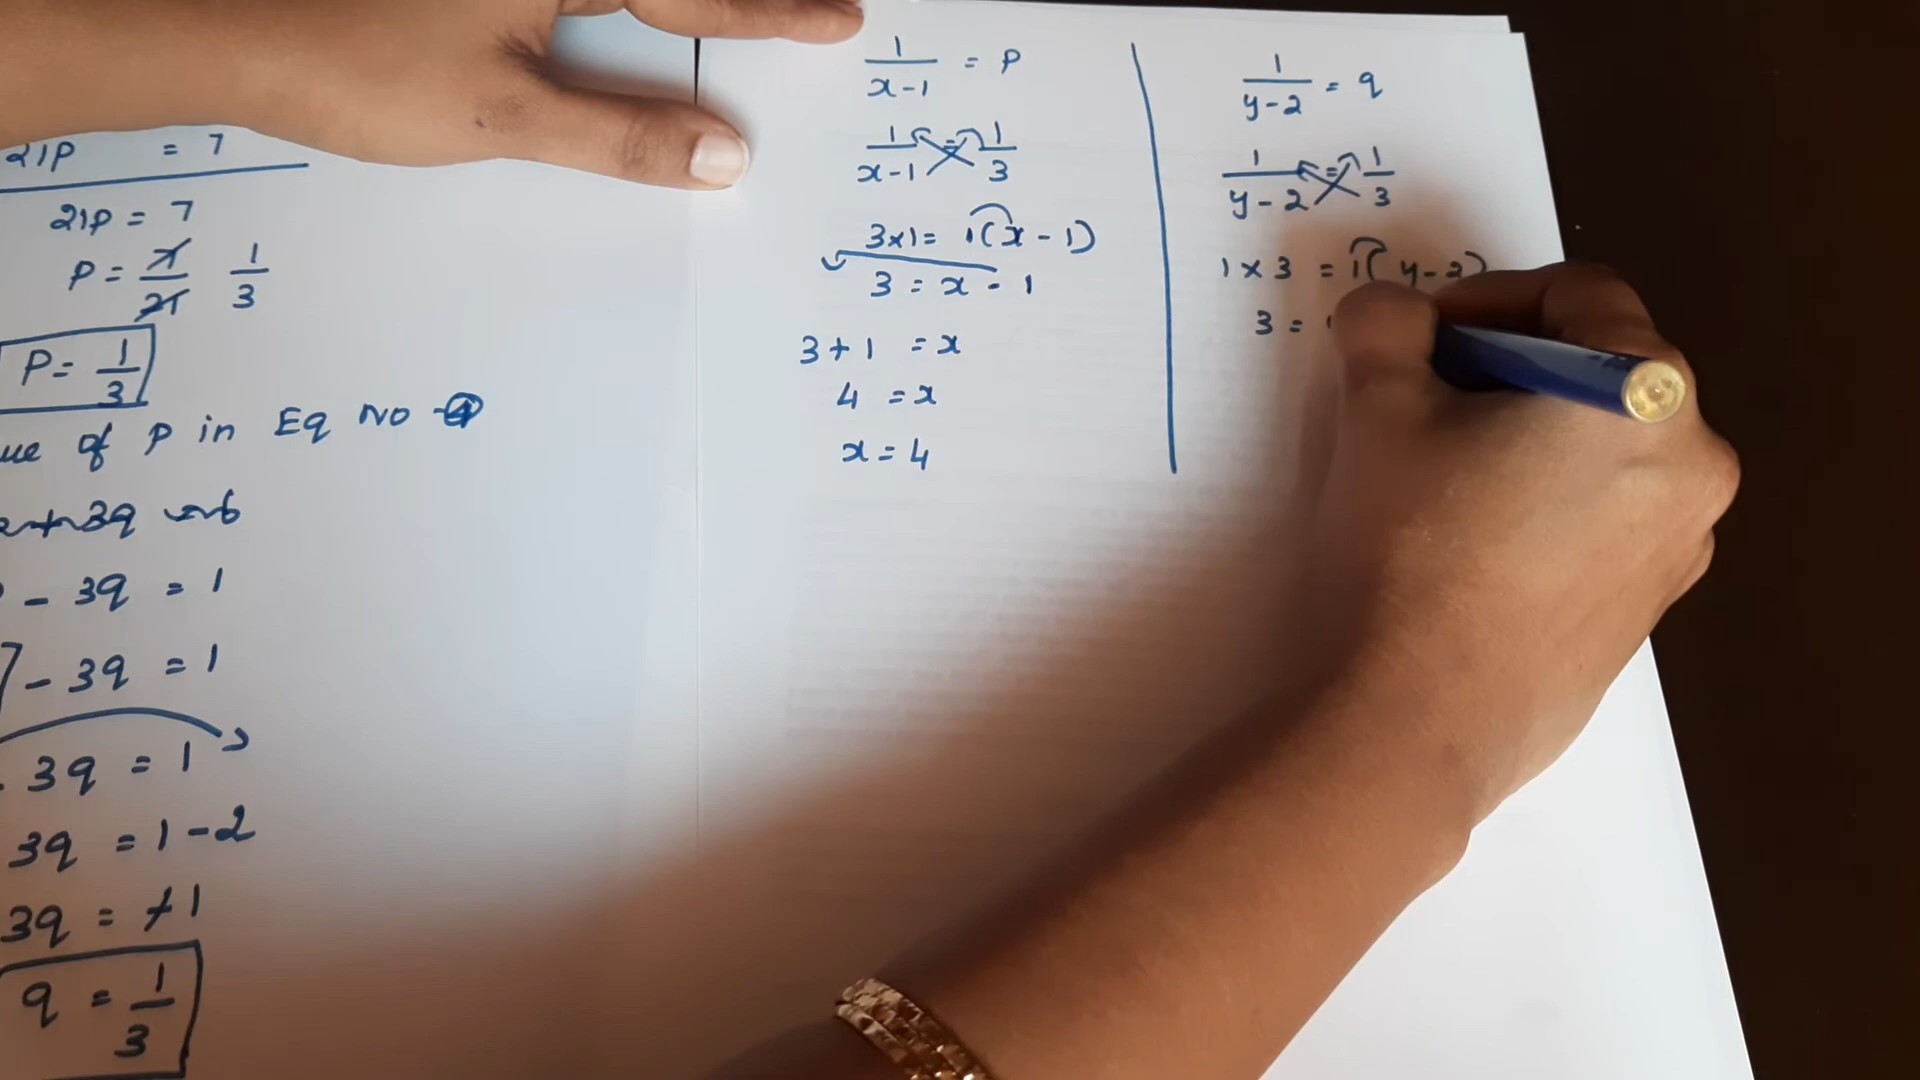 21P = 7
21P = 7
P = 7/21 1/3
P = 1/3
of P in Eq No
3q
- 3q = 1
- 3q = 1
3q = 1
3q = 1 - 2
3q = +1
q = 1/3
1/(x-1) = P
1/(x-1) = 1/3
3×1 = 1(x - 1)
3 = x - 1
3 + 1 = x
4 = x
x = 4
1/(y-2) = q
1/(y-2) = 1/3
1 × 3 = 1(y-2)
3 =